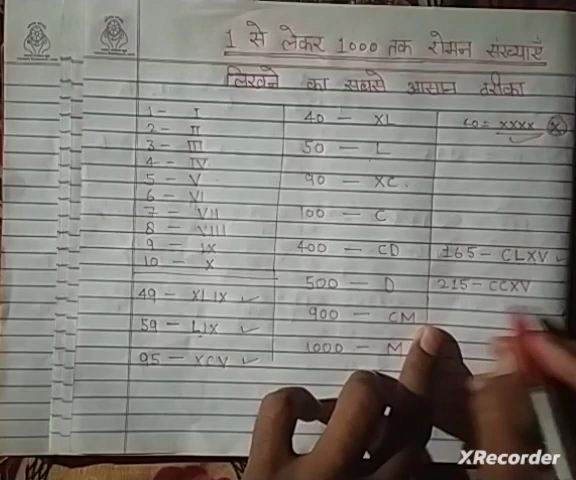 1 से लेकर 1000 तक रोमन संख्याएँ
लिखने का सबसे आसान तरीका
1 - I
2 - II
3 - III
4 - IV
5 - V
6 - VI
7 - VII
8 - VIII
9 - IX
10 - X
49 - XLIX ✓
59 - LIX ✓
95 - XCV ✓
40 - XL
50 - L
90 - XC.
100 - C
400 - CD
500 - D
900 - CM
1000 - M
40 = XXXX
165 - CLXV ✓
215 - CCXV
XRecorder